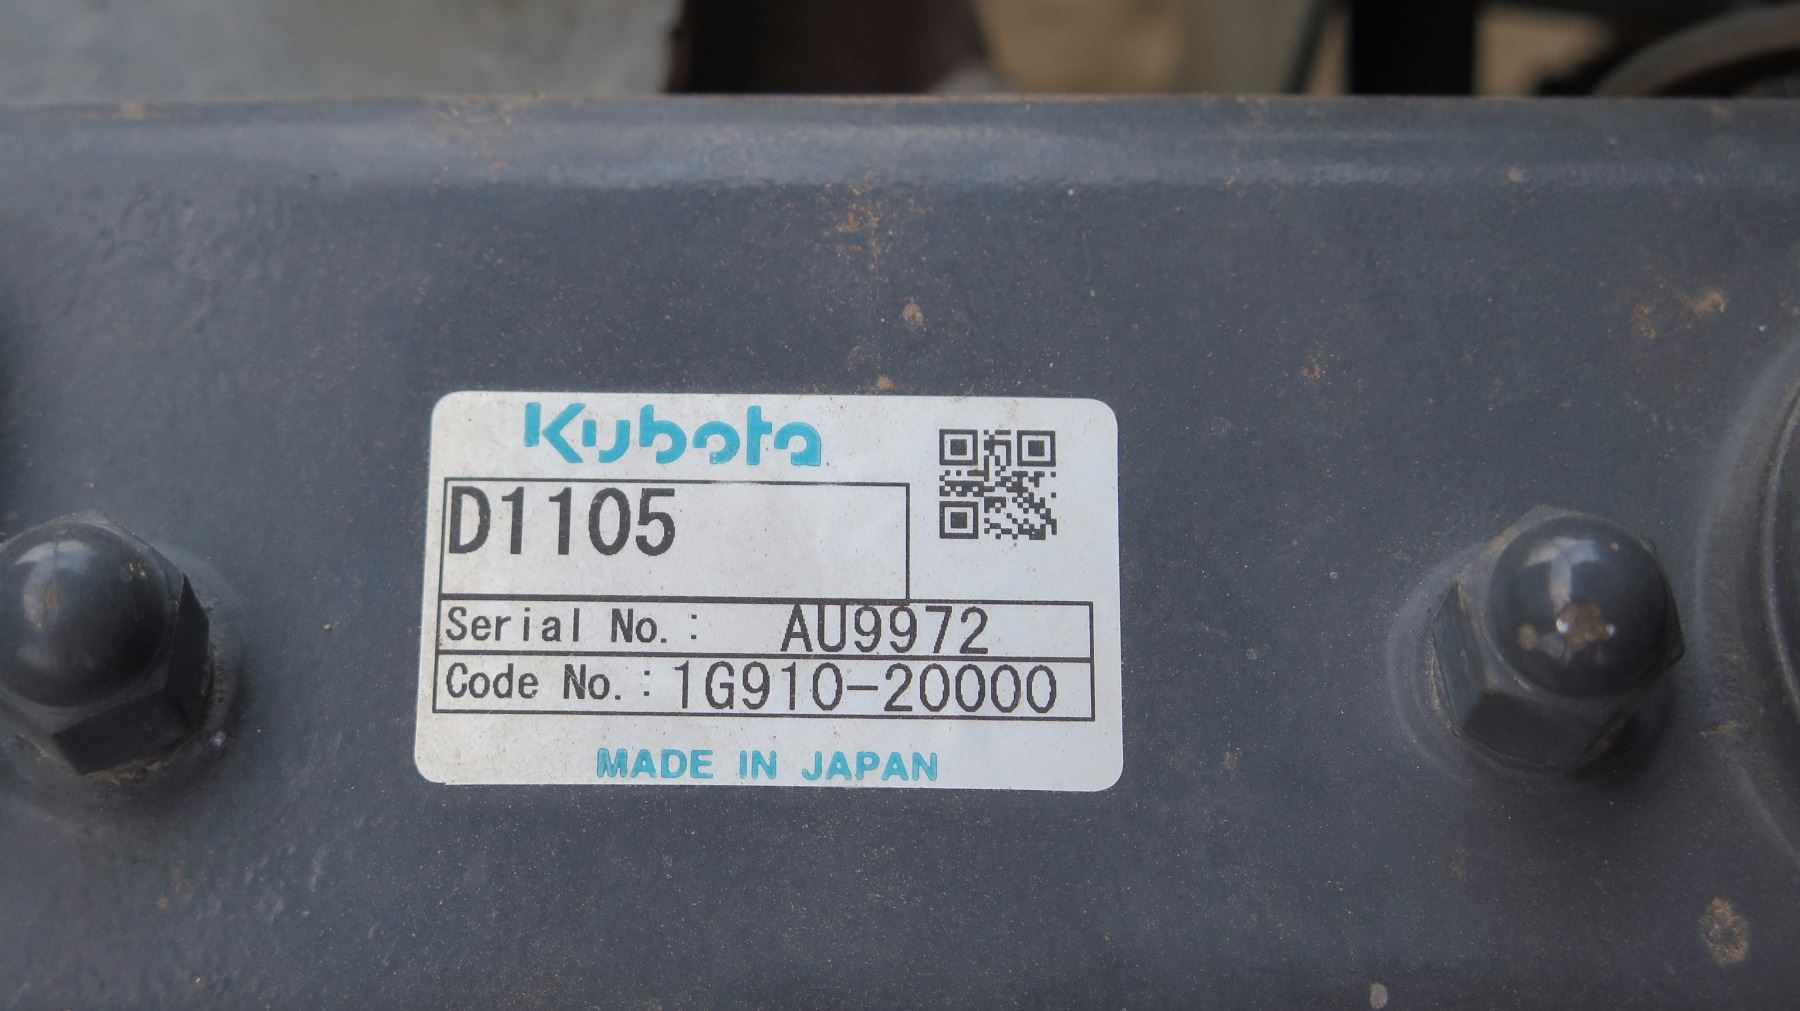 Kubota
D1105
Serial No.: AU9972
Code No.: 1G910-20000
MADE IN JAPAN